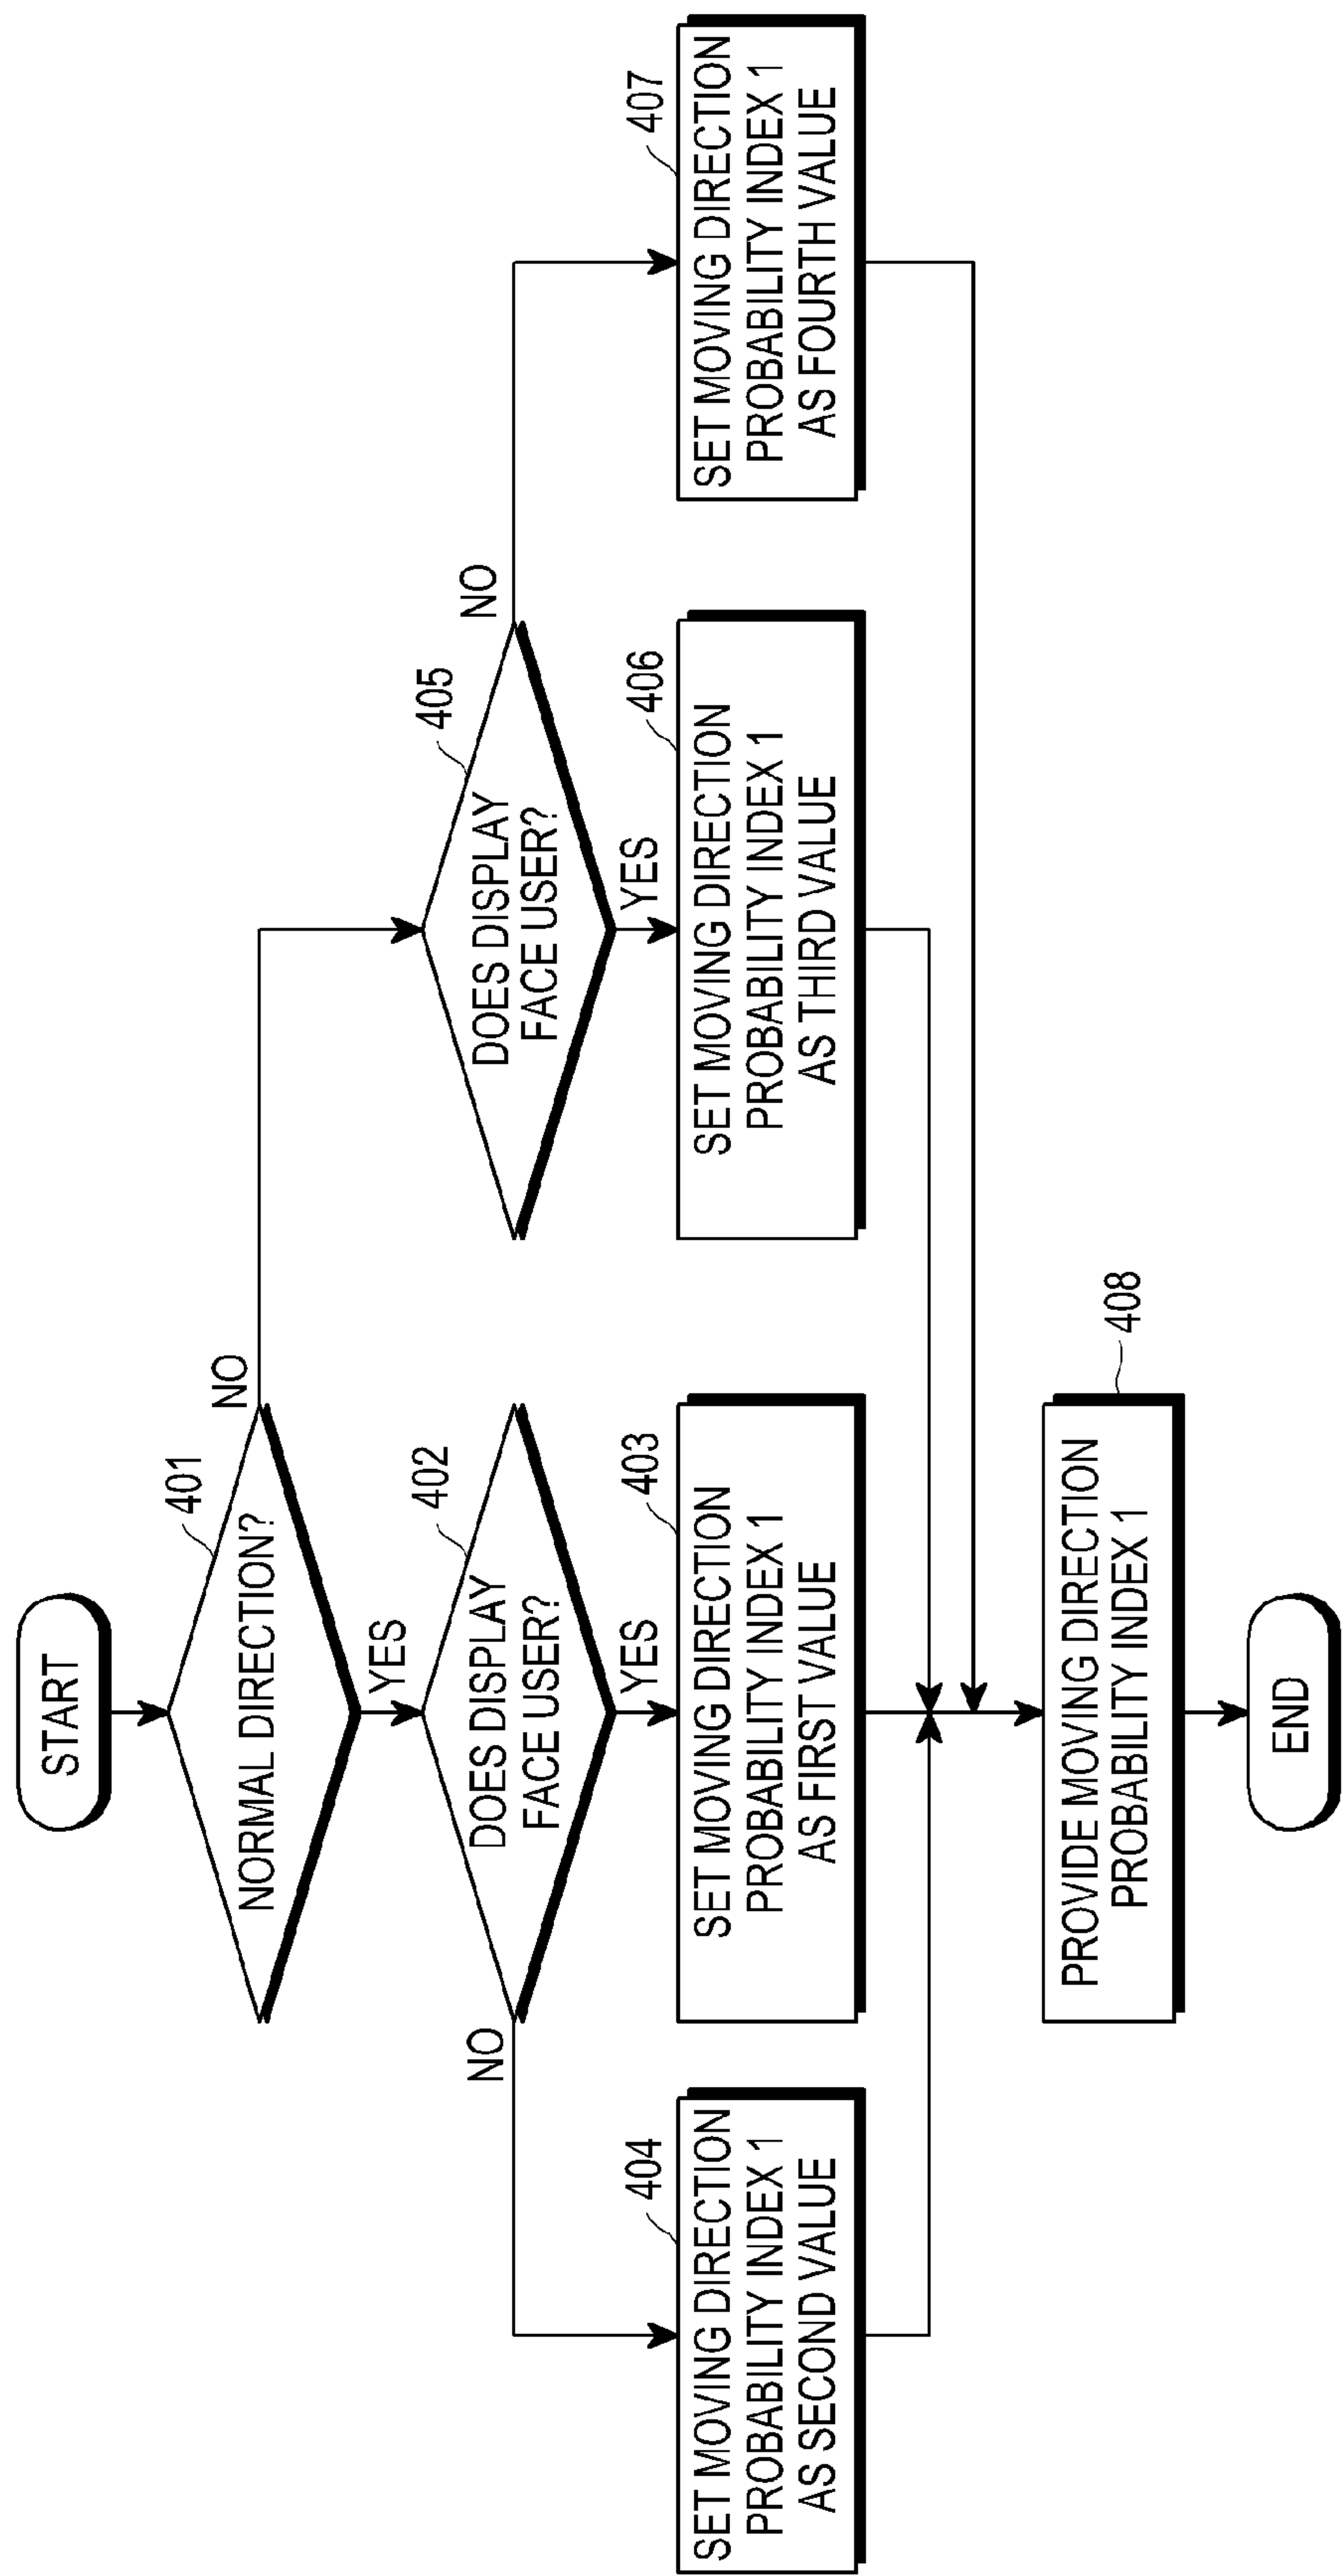 START
401
NORMAL DIRECTION?
NO
YES
402
DOES DISPLAY
FACE USER?
NO
YES
405
DOES DISPLAY
FACE USER?
NO
YES
404
SET MOVING DIRECTION
PROBABILITY INDEX 1
AS SECOND VALUE
403
SET MOVING DIRECTION
PROBABILITY INDEX 1
AS FIRST VALUE
406
SET MOVING DIRECTION
PROBABILITY INDEX 1
AS THIRD VALUE
407
SET MOVING DIRECTION
PROBABILITY INDEX 1
AS FOURTH VALUE
408
PROVIDE MOVING DIRECTION
PROBABILITY INDEX 1
END